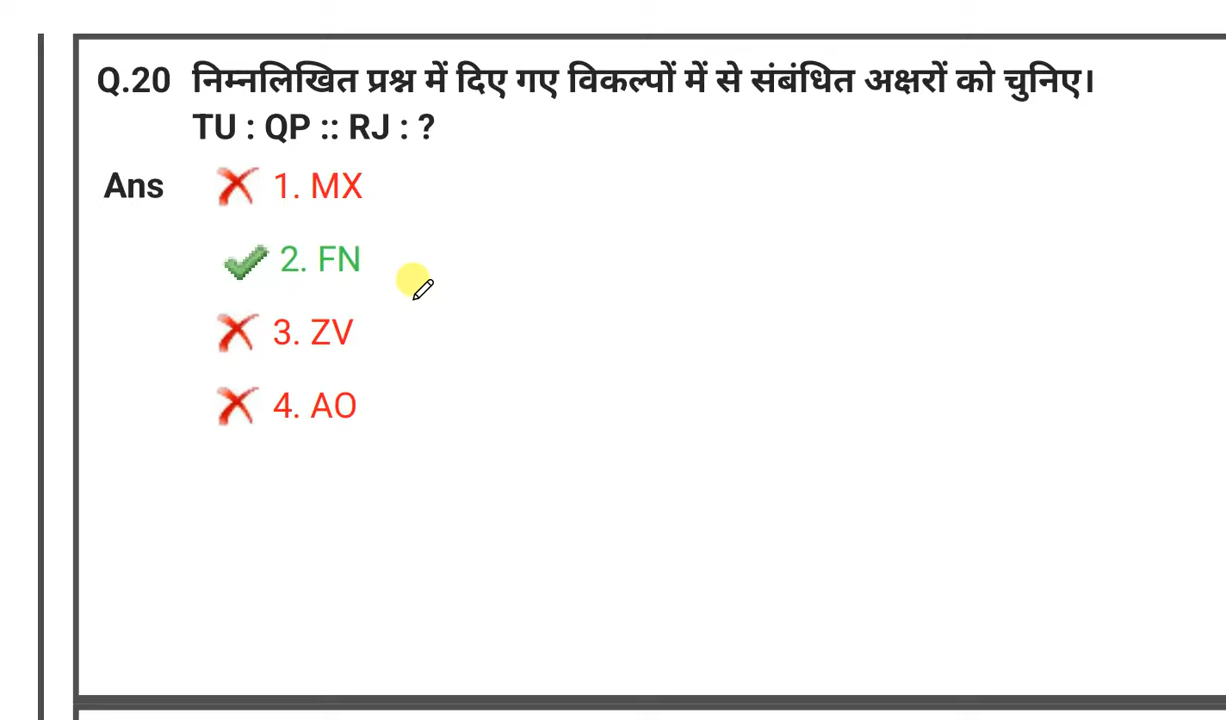 Q.20 निम्नलिखित प्रश्न में दिए गए विकल्पों में से संबंधित अक्षरों को चुनिए।
TU : QP :: RJ : ?
Ans 1. MX
2. FN
3. ZV
4. AO